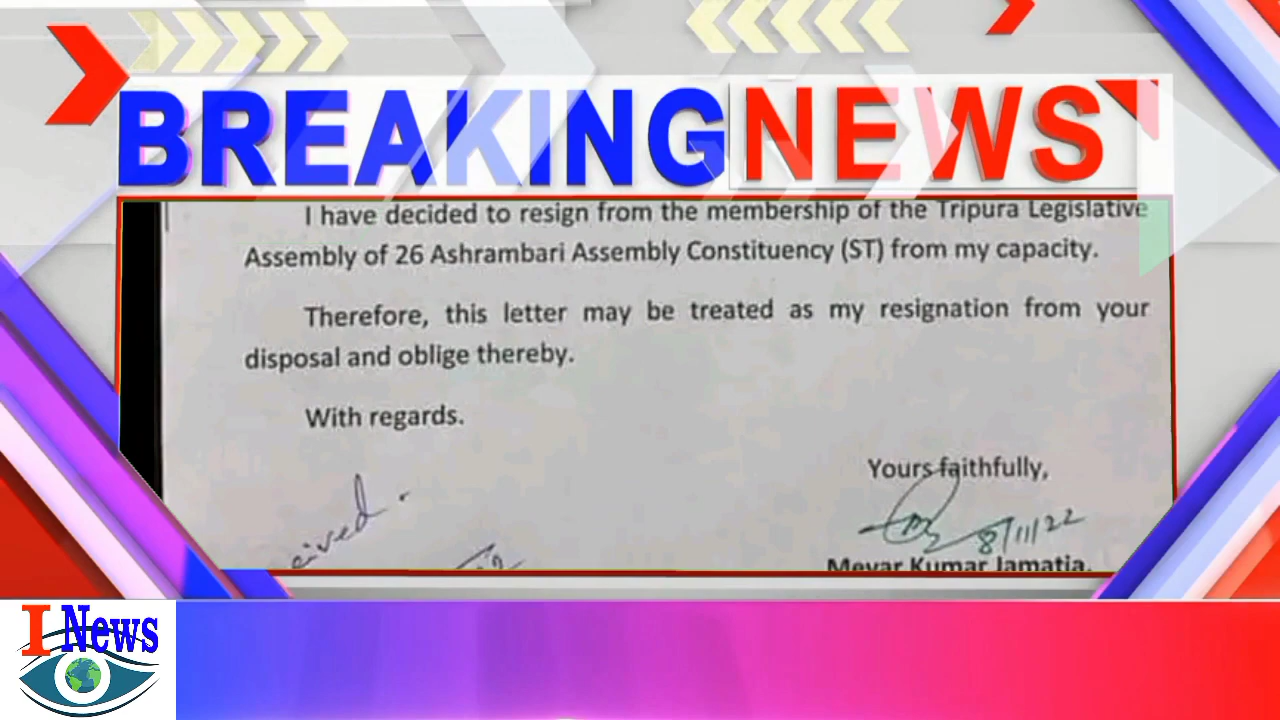 BREAKING NEWS
I have decided to resign from the membership of the Tripura Legislative
Assembly of 26 Ashrambari Assembly Constituency (ST) from my capacity.
Therefore, this letter may be treated as my resignation from your
disposal and oblige thereby.
With regards.
Yours faithfully,
eived
8/11/22
Mevar Kumar Jamatia.
I News